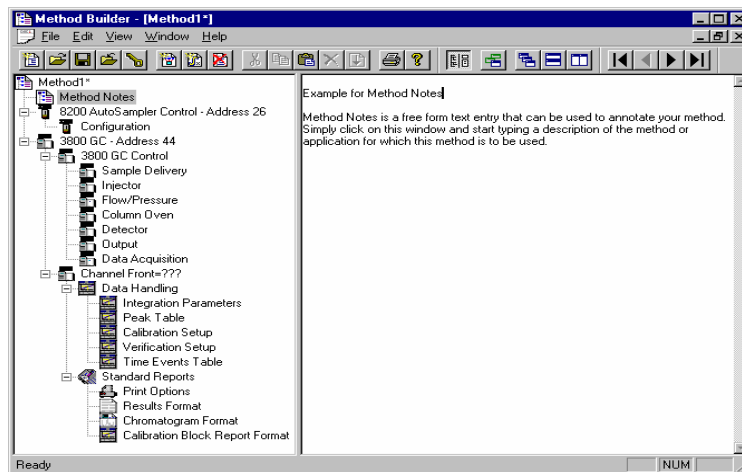 Method Builder - [Method1*]
File Edit View Window Help
Method1*
Method Notes
8200 AutoSampler Control - Address 26
Configuration
3800 GC - Address 44
3800 GC Control
Sample Delivery
Injector
Flow/Pressure
Column Oven
Detector
Output
Data Acquisition
Channel Front=???
Data Handling
Integration Parameters
Peak Table
Calibration Setup
Verification Setup
Time Events Table
Standard Reports
Print Options
Results Format
Chromatogram Format
Calibration Block Report Format
Example for Method Notes
Method Notes is a free form text entry that can be used to annotate your method.
Simply click on this window and start typing a description of the method or
application for which this method is to be used.
Ready
NUM